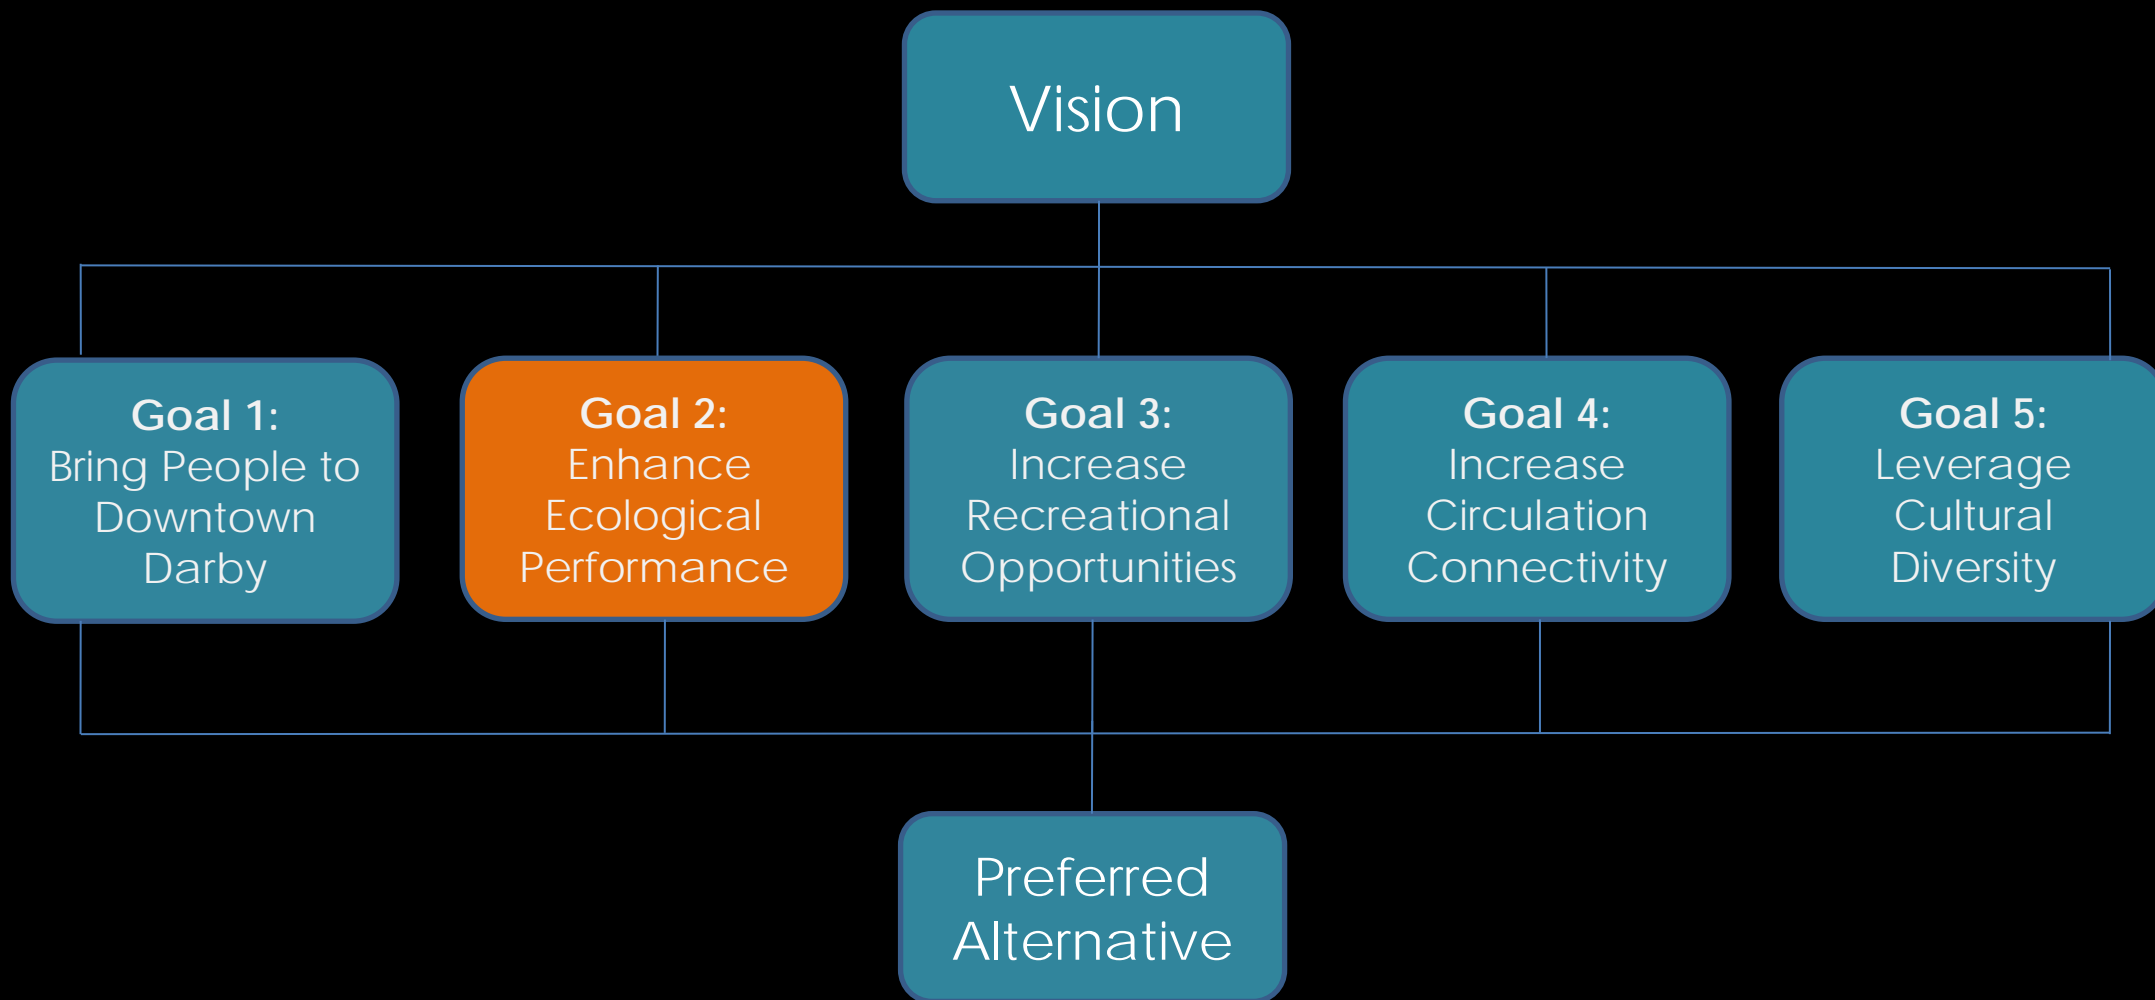 Vision
Goal 1:
Bring People to
Downtown
Darby
Goal 2:
Enhance
Ecological
Performance
Goal 3:
Increase
Recreational
Opportunities
Goal 4:
Increase
Circulation
Connectivity
Goal 5:
Leverage
Cultural
Diversity
Preferred
Alternative